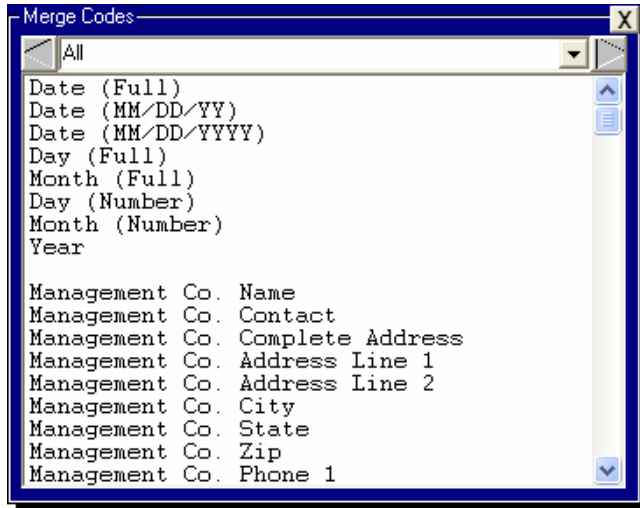 Merge Codes
X
All
Date (Full)
Date (MM/DD/YY)
Date (MM/DD/YYYY)
Day (Full)
Month (Full)
Day (Number)
Month (Number)
Year
Management Co. Name
Management Co. Contact
Management Co. Complete Address
Management Co. Address Line 1
Management Co. Address Line 2
Management Co. City
Management Co. State
Management Co. Zip
Management Co. Phone 1